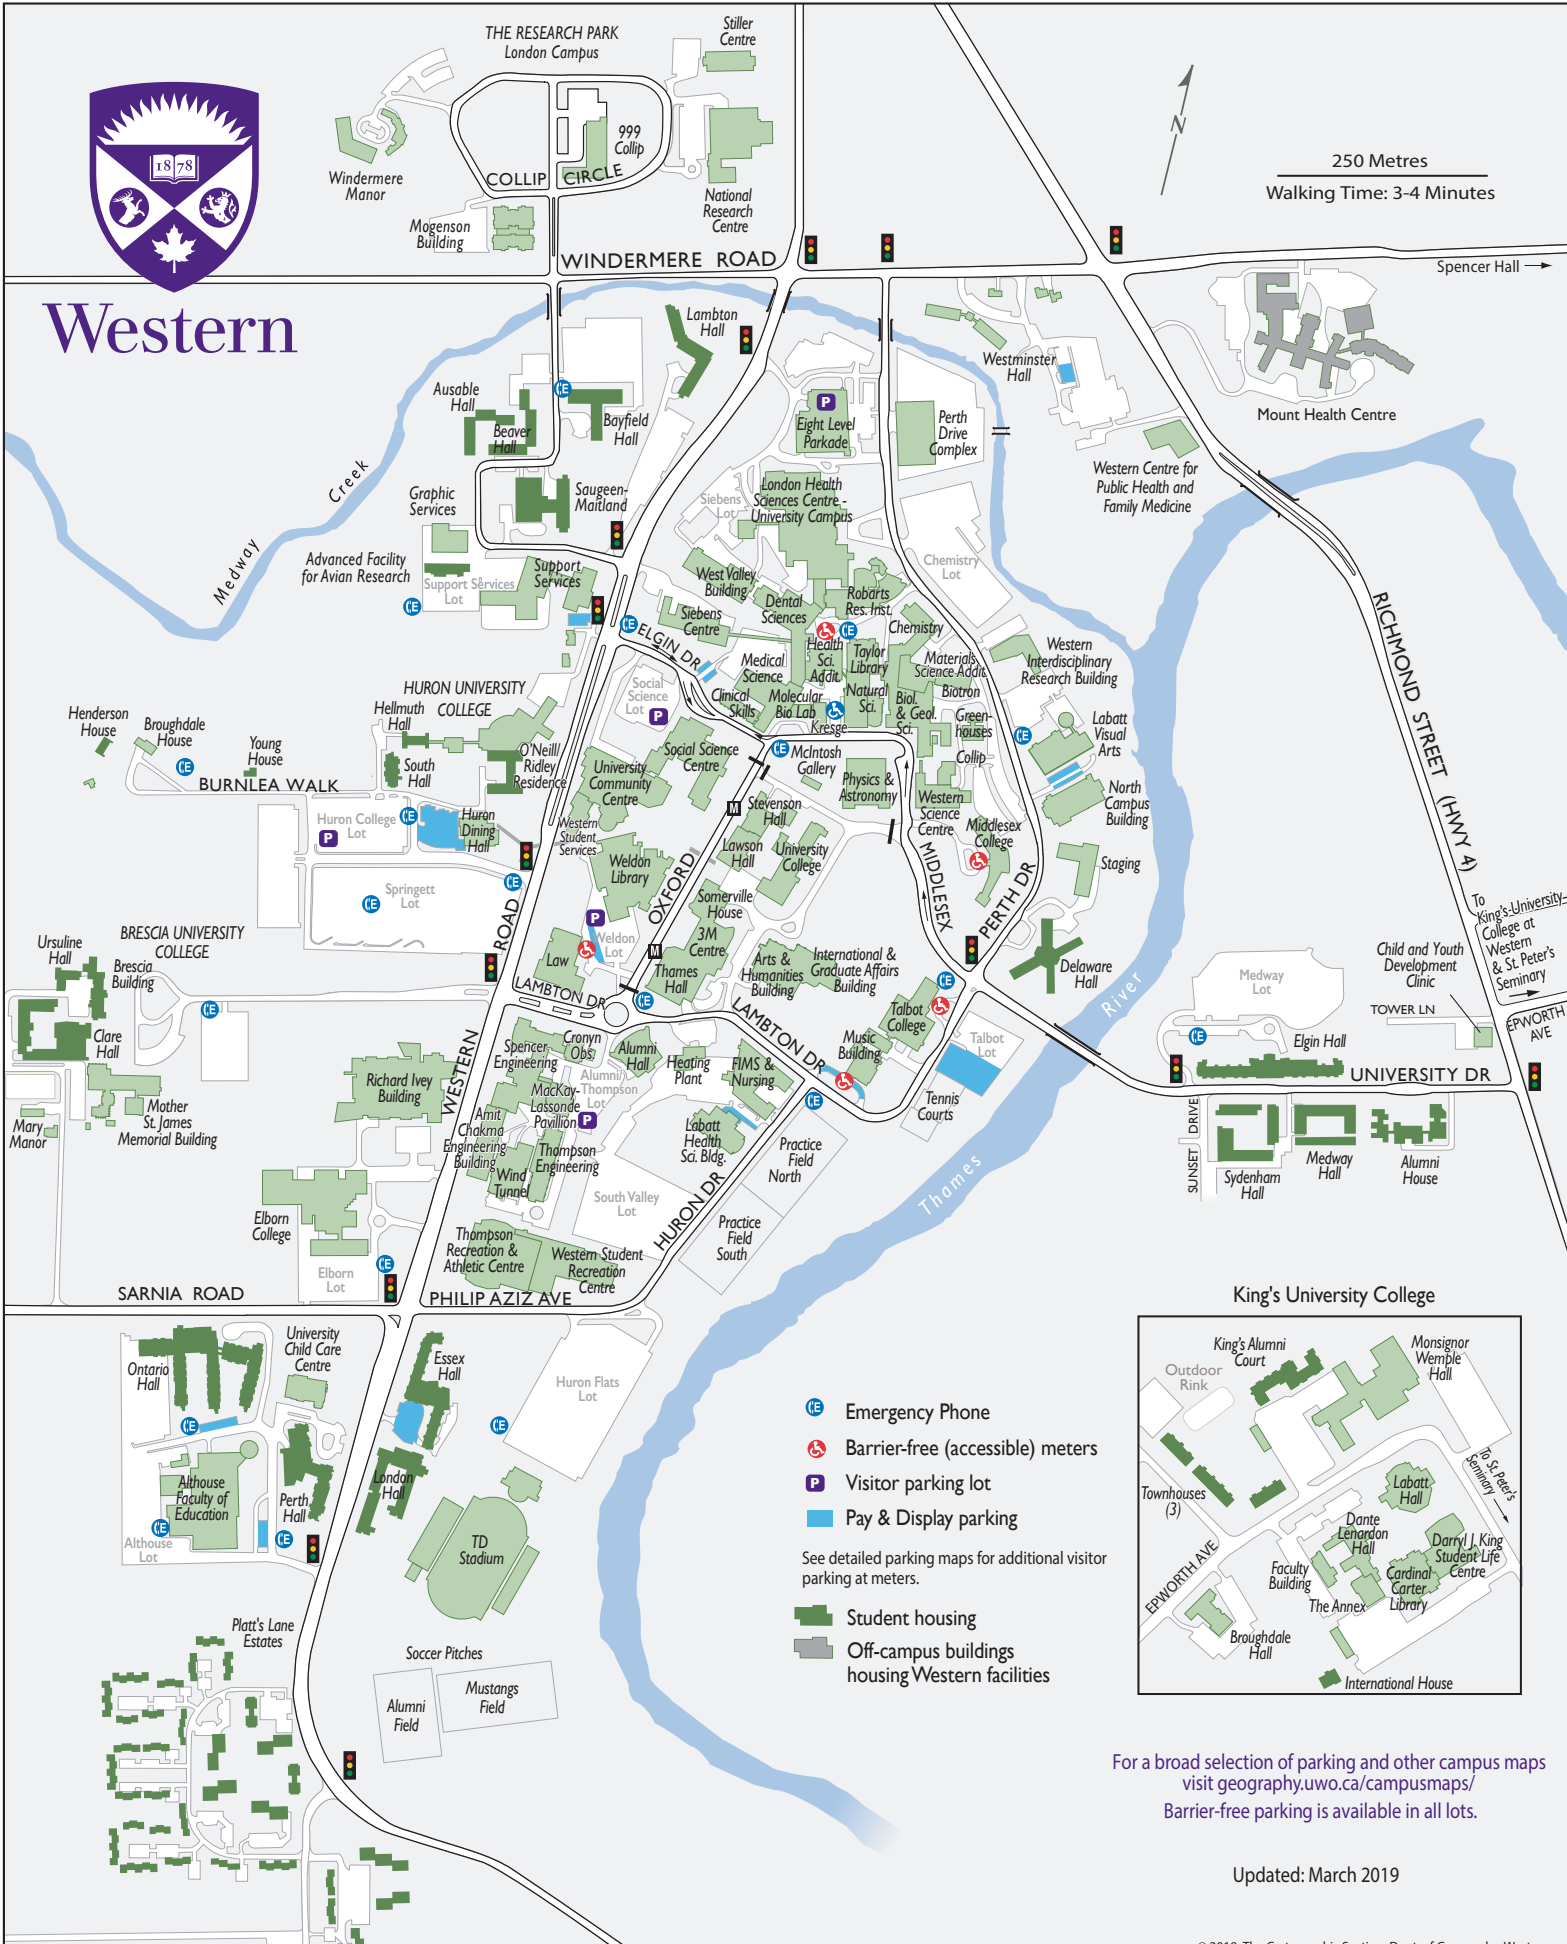 THE RESEARCH PARK
London Campus
Stiller
Centre
999
Collip
Windermere
Manor
COLLIP CIRCLE
National
Research
Centre
Mogenson
Building
N
250 Metres
Walking Time: 3-4 Minutes
1878
Western
WINDERMERE ROAD
Spencer Hall
Lambton
Hall
Westminster
Hall
Mount Health Centre
Ausable
Hall
Beaver
Hall
Bayfield
Hall
P
Eight Level
Parkade
Perth
Drive
Complex
Western Centre for
Public Health and
Family Medicine
Medway Creek
Graphic
Services
Saugeen-
Maitland
Siebens
Lot
London Health
Sciences Centre -
University Campus
Advanced Facility
for Avian Research
Support Services
Lot
Support
Services
West Valley
Building
Chemistry
Lot
Dental
Sciences
Robarts
Res. Inst.
Siebens
Centre
Chemistry
ELGIN DR
Health
Sci.
Addit.
Taylor
Library
Materials
Science Addit.
Biotron
Western
Interdisciplinary
Research Building
RICHMOND STREET (HWY 4)
Medical
Science
Social
Science
Lot
P
Clinical
Skills
Molecular
Bio Lab
Natural
Sci.
Biol.
& Geol.
Sci.
Kresge
Green-
houses
Collip
Labatt
Visual
Arts
HURON UNIVERSITY
COLLEGE
Hellmuth
Hall
Henderson
House
Broughdale
House
Young
House
South
Hall
O'Neill/
Ridley
Residence
BURNLEA WALK
University
Community
Centre
Social Science
Centre
McIntosh
Gallery
Physics &
Astronomy
Western
Science
Centre
North
Campus
Building
Huron College
Lot
P
Huron
Dining
Hall
Western
Student
Services
M
Stevenson
Hall
Lawson
Hall
University
College
Middlesex
College
MIDDLESEX
Staging
Weldon
Library
OXFORD
Springett
Lot
Somerville
House
PERTH DR
To
King's University
College at
Western
& St. Peter's
Seminary
P
Weldon
Lot
M
3M
Centre
BRESCIA UNIVERSITY
COLLEGE
Ursuline
Hall
Brescia
Building
Law
Thames
Hall
Arts &
Humanities
Building
International &
Graduate Affairs
Building
Delaware
Hall
Child and Youth
Development
Clinic
Medway
Lot
TOWER LN
EPWORTH
AVE
LAMBTON DR
LAMBTON DR
Talbot
College
Talbot
Lot
Thames River
Clare
Hall
WESTERN ROAD
Spencer
Engineering
Cronyn
Obs.
Alumni
Hall
Heating
Plant
FIMS &
Nursing
Music
Building
Elgin Hall
UNIVERSITY DR
Tennis
Courts
Richard Ivey
Building
MacKay-
Lassonde
Pavillion
Alumni/
Thompson
Lot
P
Mother
St. James
Memorial Building
Mary
Manor
Amit
Chakma
Engineering
Building
Thompson
Engineering
Labatt
Health
Sci. Bldg.
Practice
Field
North
SUNSET DRIVE
Sydenham
Hall
Medway
Hall
Alumni
House
Wind
Tunnel
South Valley
Lot
HURON DR
Practice
Field
South
Elborn
College
Elborn
Lot
Thompson
Recreation &
Athletic Centre
Western Student
Recreation
Centre
SARNIA ROAD
PHILIP AZIZ AVE
Ontario
Hall
University
Child Care
Centre
Essex
Hall
Huron Flats
Lot
Althouse
Faculty of
Education
Perth
Hall
London
Hall
Althouse
Lot
TD
Stadium
Platt's Lane
Estates
Soccer Pitches
Alumni
Field
Mustangs
Field
E Emergency Phone
Barrier-free (accessible) meters
P Visitor parking lot
Pay & Display parking
See detailed parking maps for additional visitor
parking at meters.
Student housing
Off-campus buildings
housing Western facilities
King's University College
King's Alumni
Court
Monsignor
Wemple
Hall
Outdoor
Rink
Townhouses
(3)
Labatt
Hall
To St. Peter's
Seminary
Dante
Lenardon
Hall
Darryl J. King
Student Life
Centre
Faculty
Building
Cardinal
Carter
Library
The Annex
EPWORTH AVE
Broughdale
Hall
International House
For a broad selection of parking and other campus maps
visit geography.uwo.ca/campusmaps/
Barrier-free parking is available in all lots.
Updated: March 2019